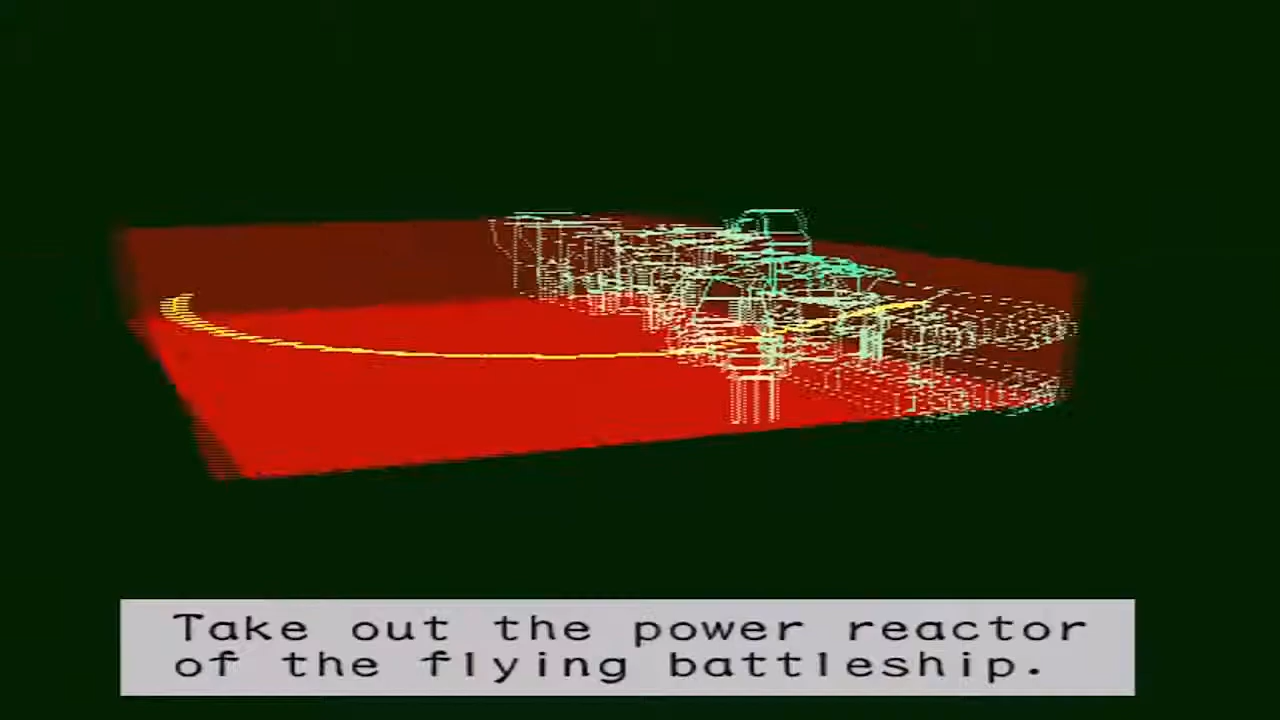 Take out the power reactor
of the flying battleship.